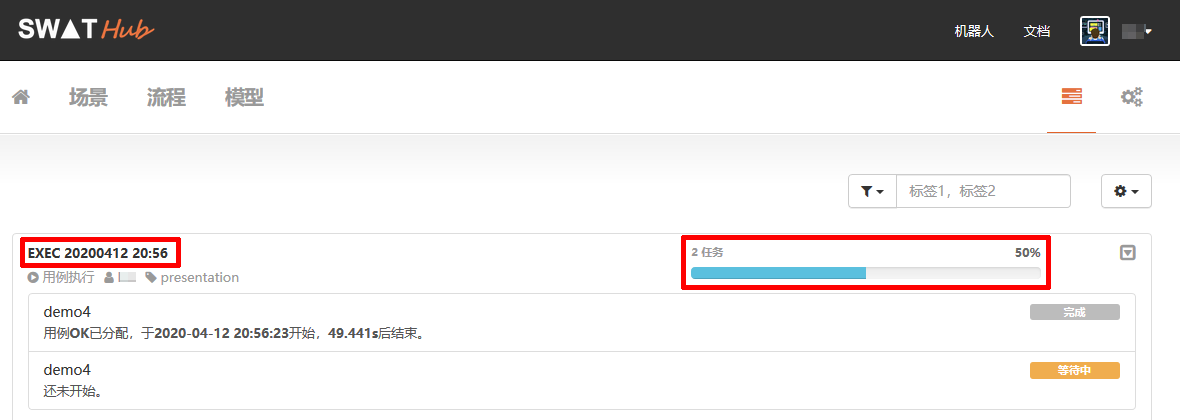 SWAT Hub
机器人 文档
场景 流程 模型
标签1，标签2
EXEC 20200412 20:56
2 任务 50%
用例执行 presentation
demo4 完成
用例OK已分配，于2020-04-12 20:56:23开始，49.441s后结束。
demo4 等待中
还未开始。